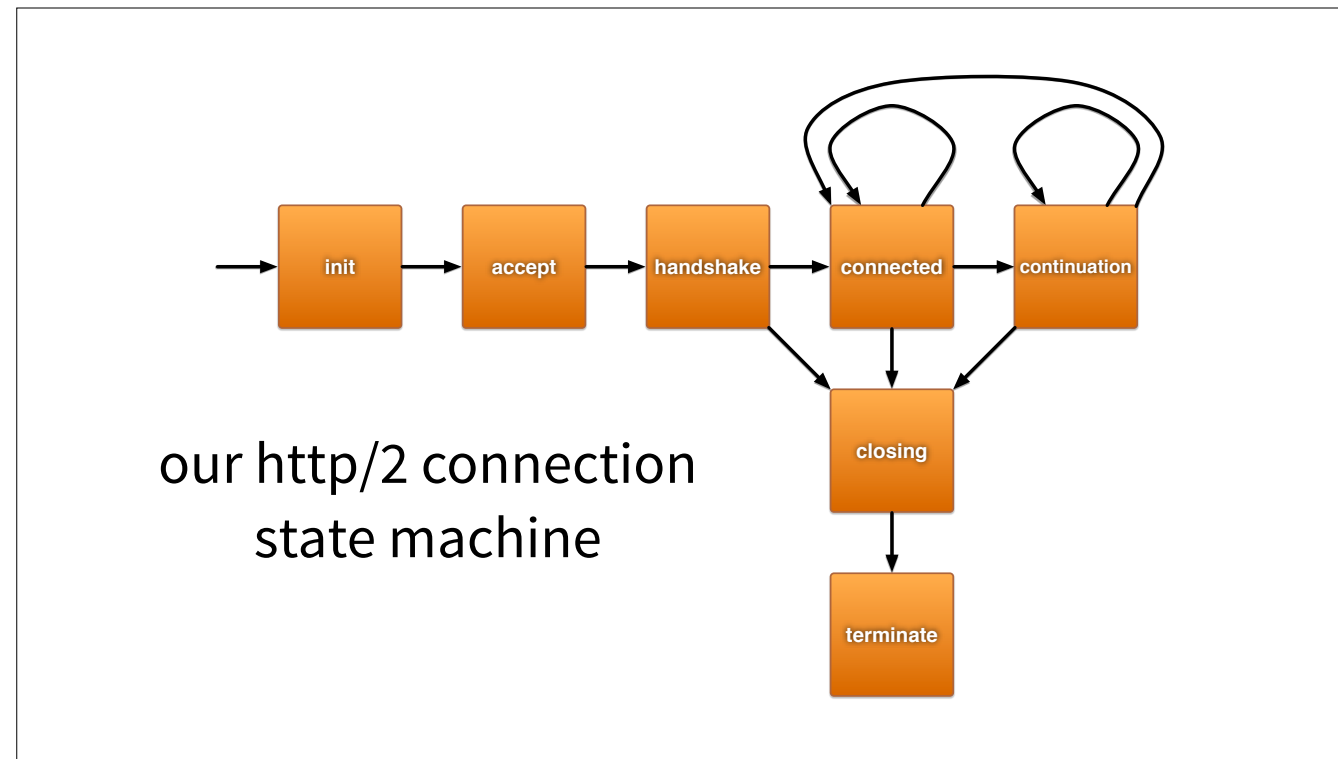 init
accept
handshake
connected
continuation
closing
our http/2 connection
state machine
terminate